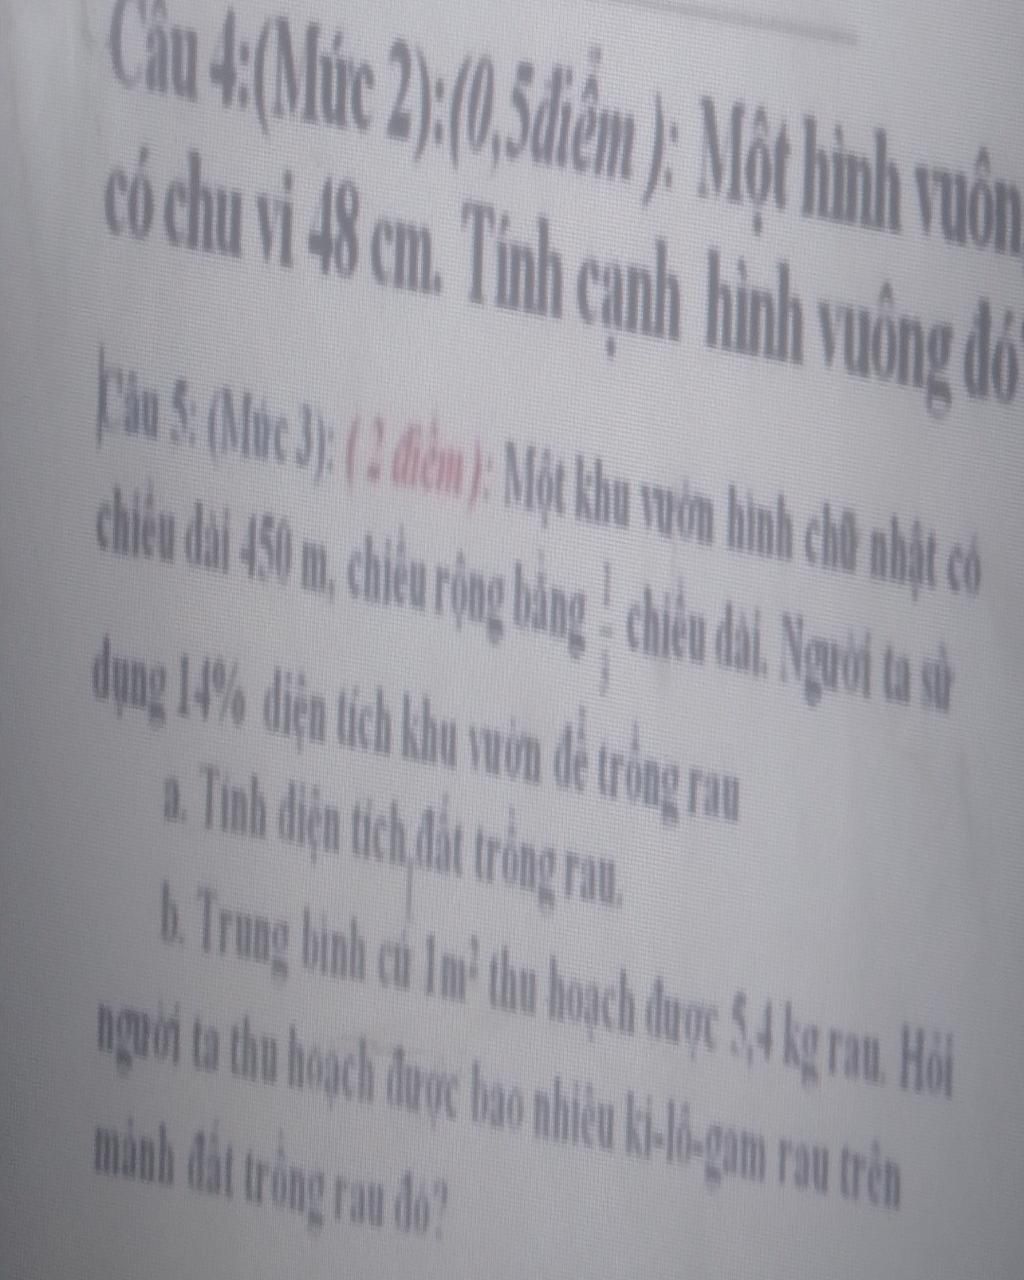 Câu 4:(Mức 2):(0,5điểm ): Một hình vuôn
có chu vi 48 cm. Tính cạnh hình vuông đó
Câu 5: (Mức 3): ( 2 điểm ): Một khu vườn hình chữ nhật có
chiều dài 450 m, chiều rộng bằng chiều dài. Người ta sử
dụng 14% diện tích khu vườn để trồng rau
a. Tính diện tích đất trồng rau.
b. Trung bình cứ 1m² thu hoạch được 5,4 kg rau. Hỏi
người ta thu hoạch được bao nhiêu ki-lô-gam rau trên
mảnh đất trồng rau đó?